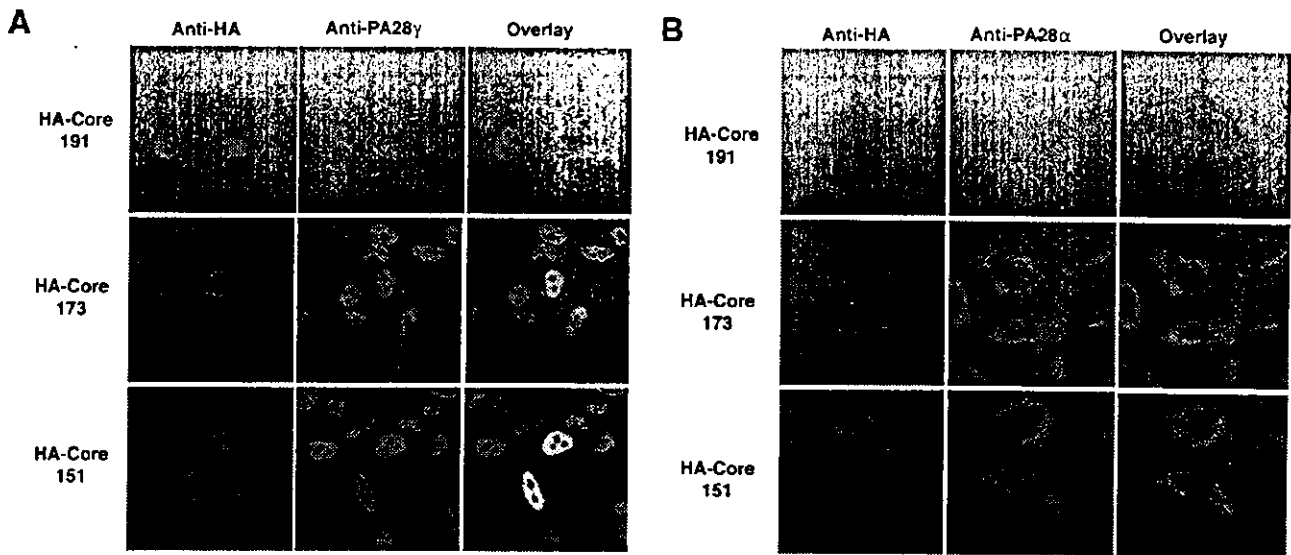 A
Anti-HA Anti-PA28γ Overlay
HA-Core
191
HA-Core
173
HA-Core
151
B
Anti-HA Anti-PA28α Overlay
HA-Core
191
HA-Core
173
HA-Core
151